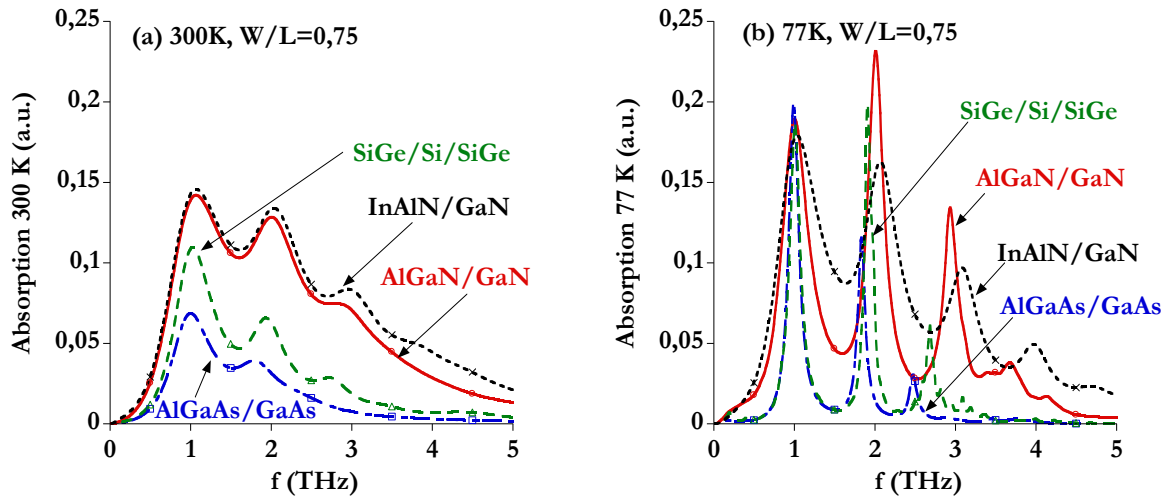 (a) 300K, W/L=0,75
Absorption 300 K (a.u.)
0,25
0,2
0,15
0,1
0,05
0
SiGe/Si/SiGe
InAlN/GaN
AlGaN/GaN
AlGaAs/GaAs
0 1 2 3 4 5
f (THz)
(b) 77K, W/L=0,75
Absorption 77 K (a.u.)
0,25
0,2
0,15
0,1
0,05
0
SiGe/Si/SiGe
AlGaN/GaN
InAlN/GaN
AlGaAs/GaAs
0 1 2 3 4 5
f (THz)